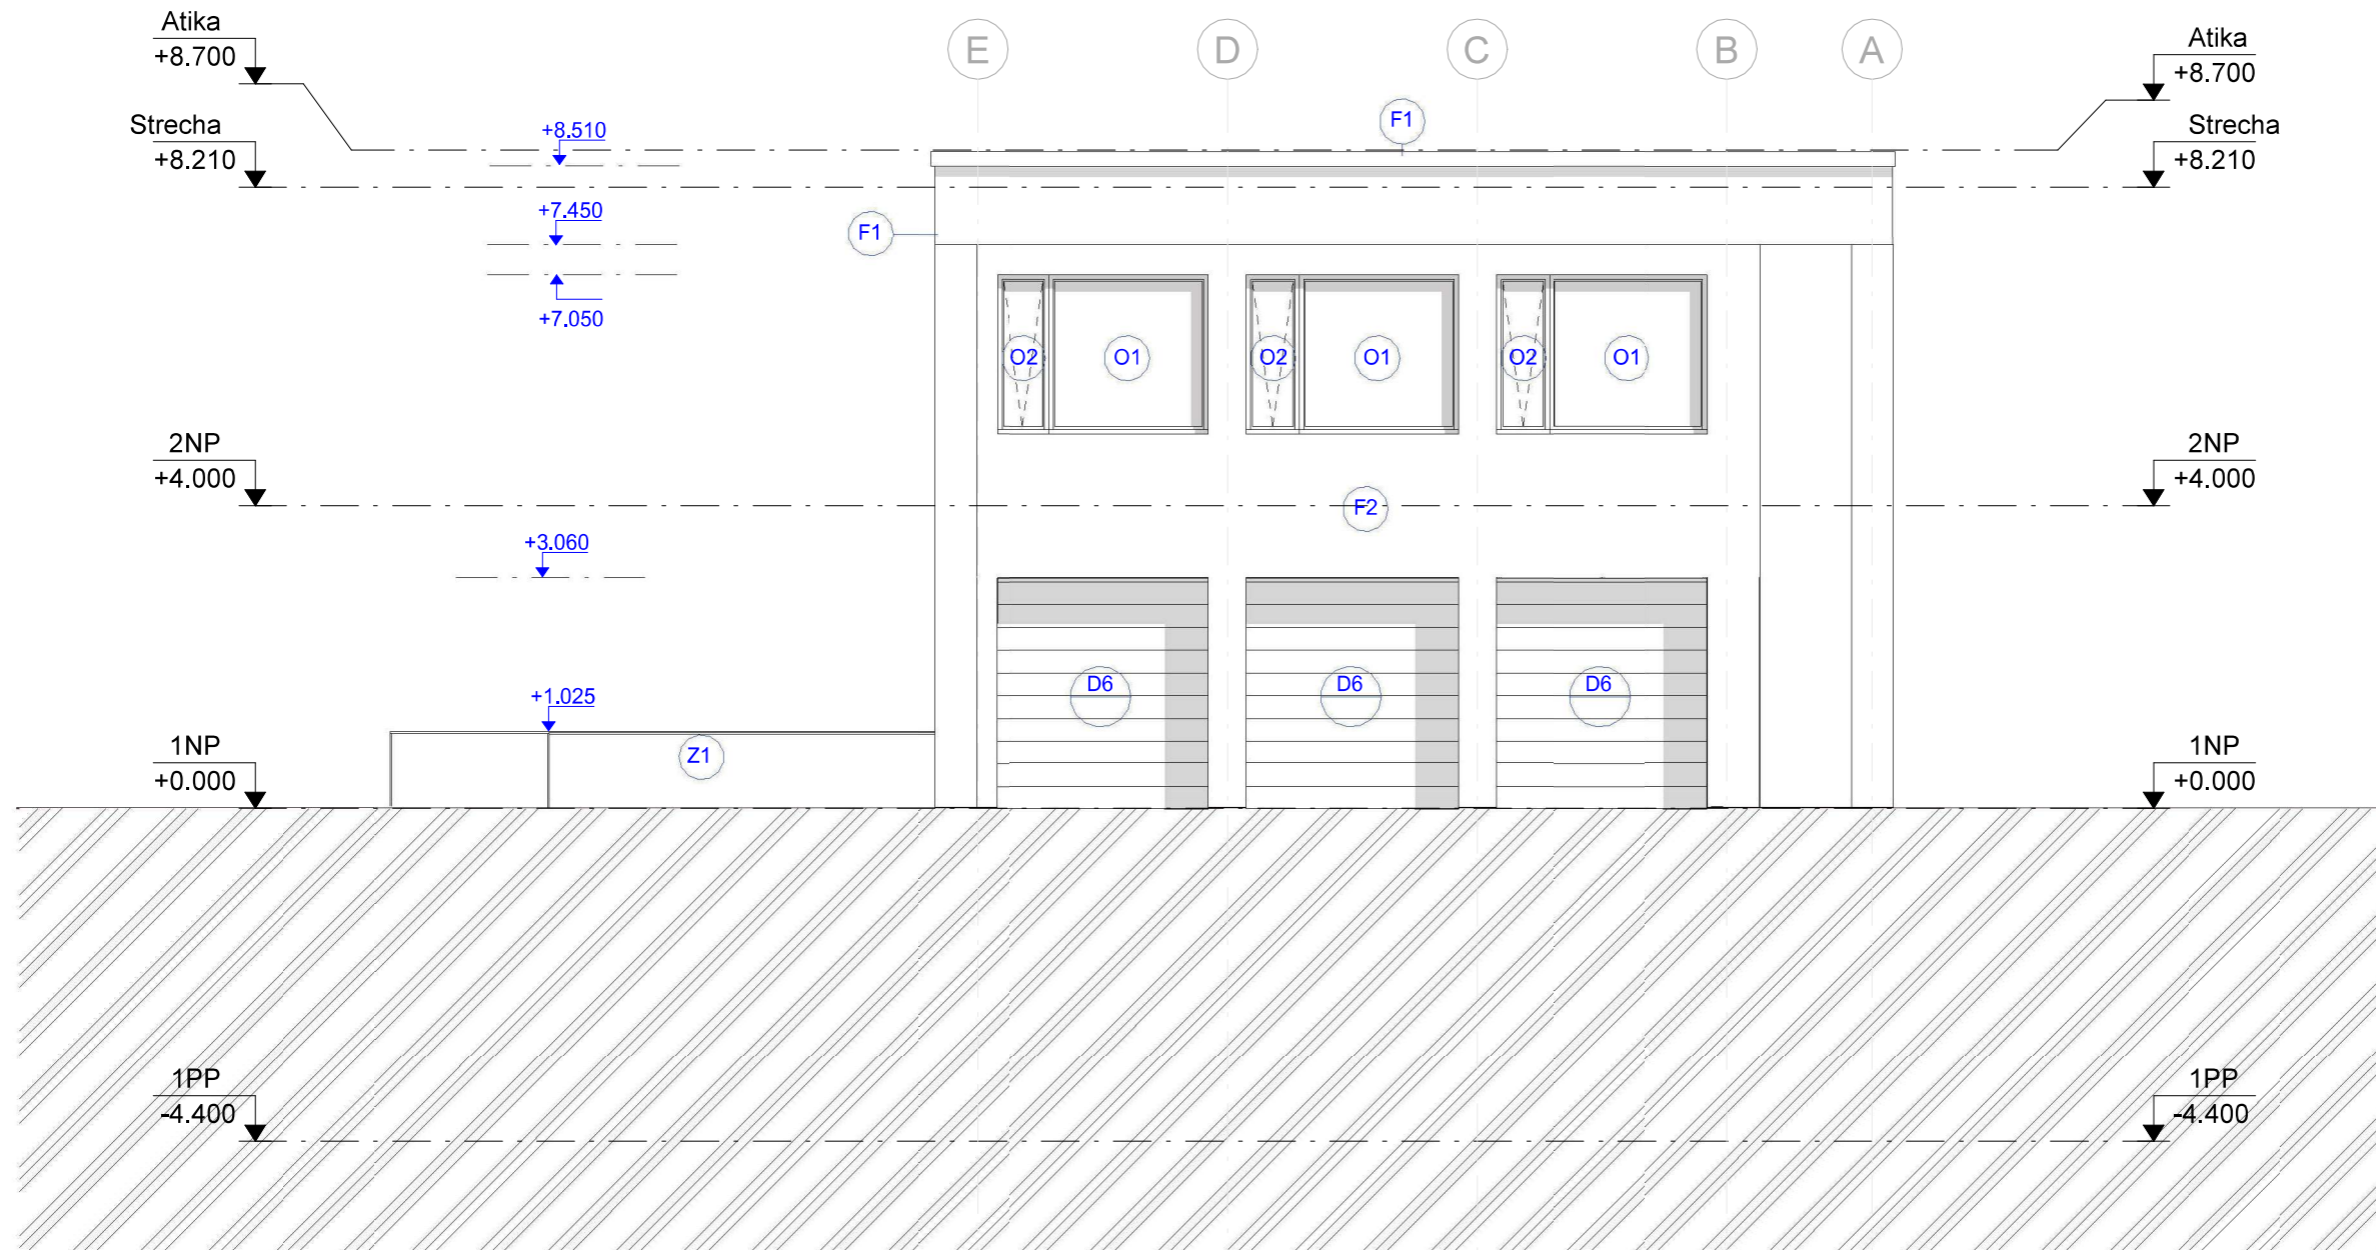 E D C B A
Atika
+8.700
Atika
+8.700
F1
Strecha
+8.210
+8.510
Strecha
+8.210
+7.450
F1
+7.050
O2 O1 O2 O1 O2 O1
2NP
+4.000
2NP
+4.000
F2
+3.060
D6 D6 D6
+1.025
Z1
1NP
+0.000
1NP
+0.000
1PP
-4.400
1PP
-4.400